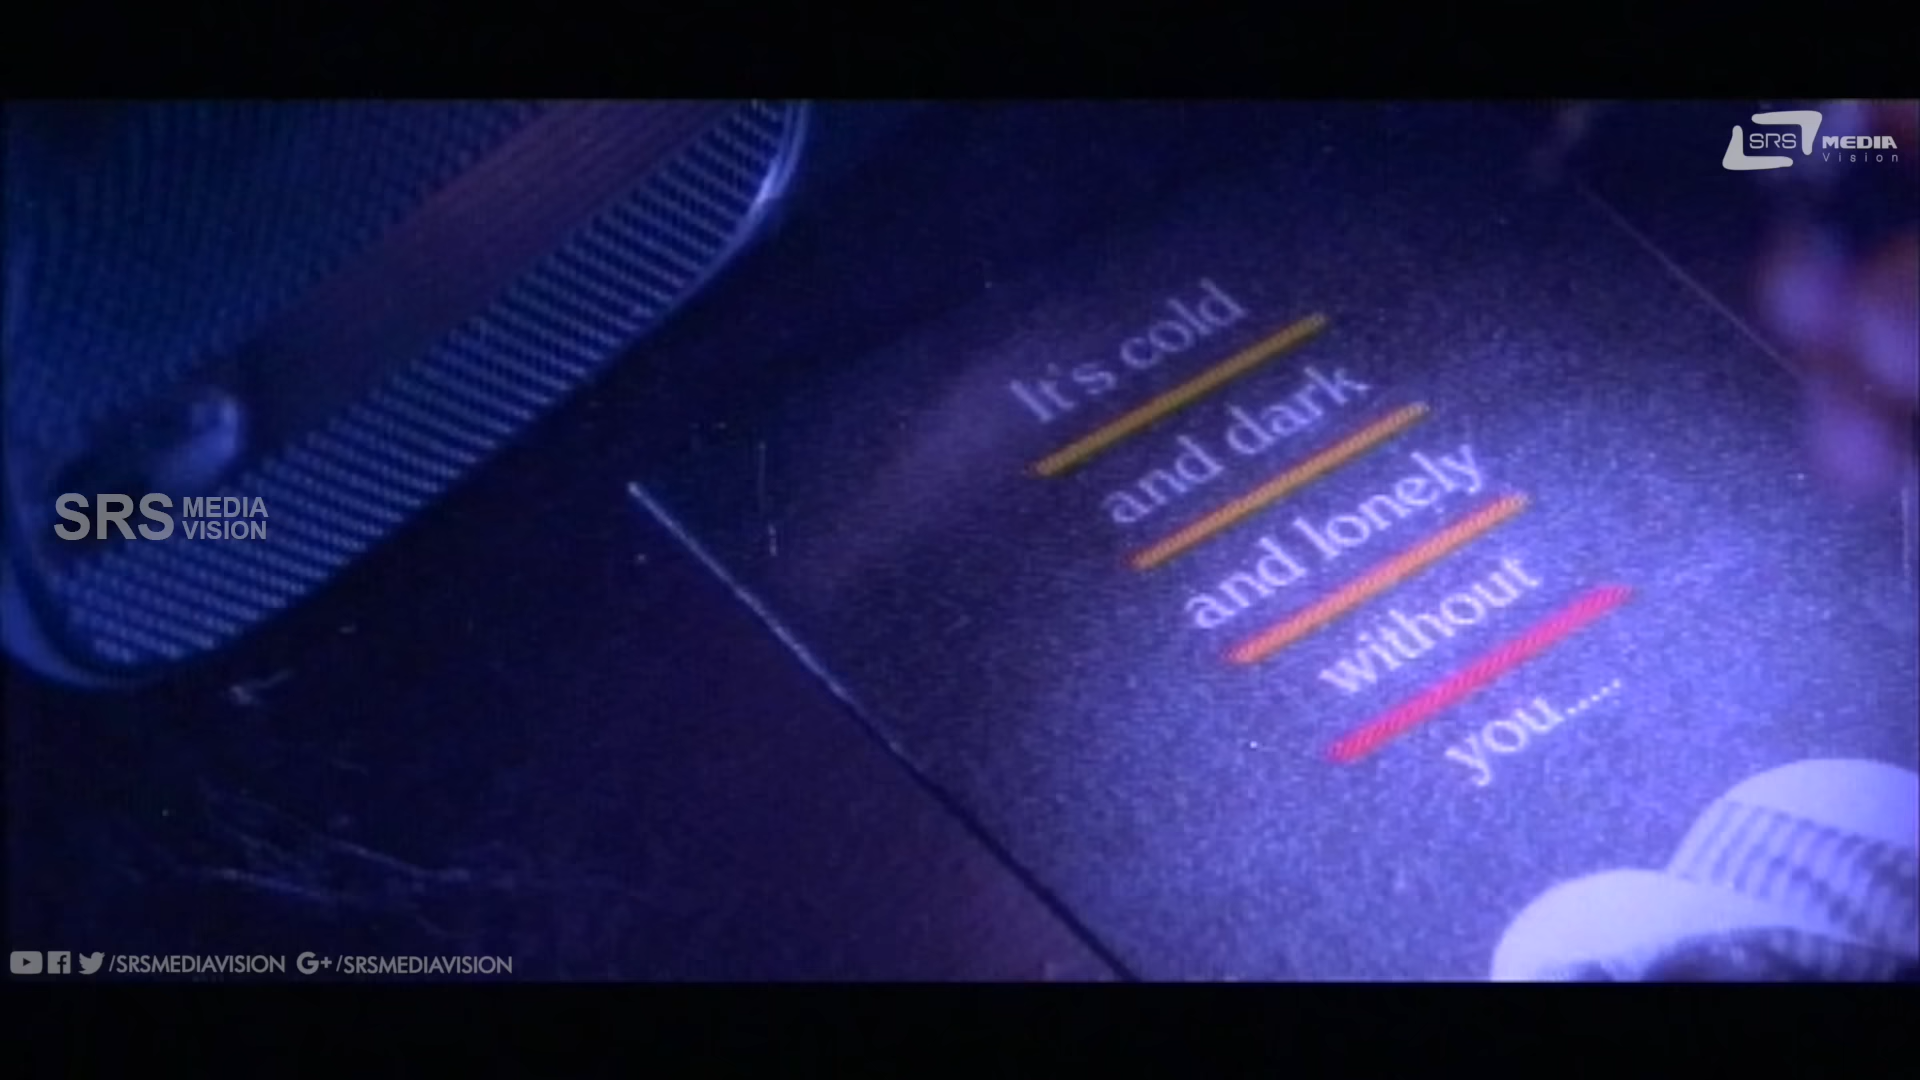 SRS MEDIA
Vision
It's cold
and dark
and lonely
without
you.....
SRS MEDIA
VISION
/SRSMEDIAVISION G+/SRSMEDIAVISION